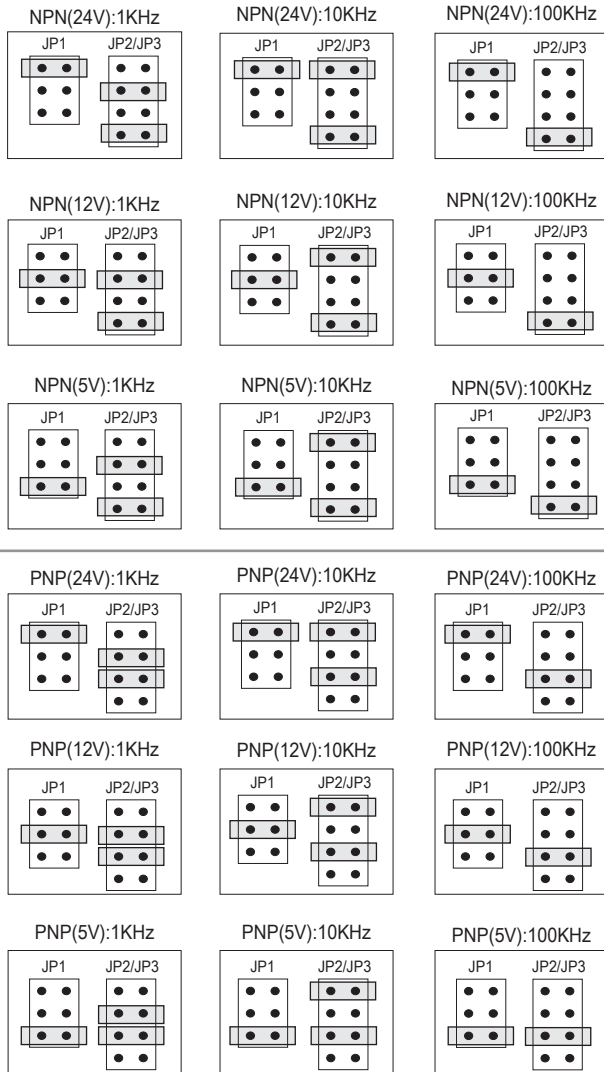 NPN(24V):1KHz NPN(24V):10KHz NPN(24V):100KHz
JP1 JP2/JP3 JP1 JP2/JP3 JP1 JP2/JP3
NPN(12V):1KHz NPN(12V):10KHz NPN(12V):100KHz
JP1 JP2/JP3 JP1 JP2/JP3 JP1 JP2/JP3
NPN(5V):1KHz NPN(5V):10KHz NPN(5V):100KHz
JP1 JP2/JP3 JP1 JP2/JP3 JP1 JP2/JP3
PNP(24V):1KHz PNP(24V):10KHz PNP(24V):100KHz
JP1 JP2/JP3 JP1 JP2/JP3 JP1 JP2/JP3
PNP(12V):1KHz PNP(12V):10KHz PNP(12V):100KHz
JP1 JP2/JP3 JP1 JP2/JP3 JP1 JP2/JP3
PNP(5V):1KHz PNP(5V):10KHz PNP(5V):100KHz
JP1 JP2/JP3 JP1 JP2/JP3 JP1 JP2/JP3